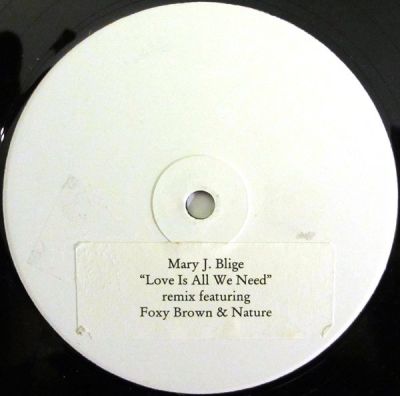 Mary J. Blige
“Love Is All We Need”
remix featuring
Foxy Brown & Nature